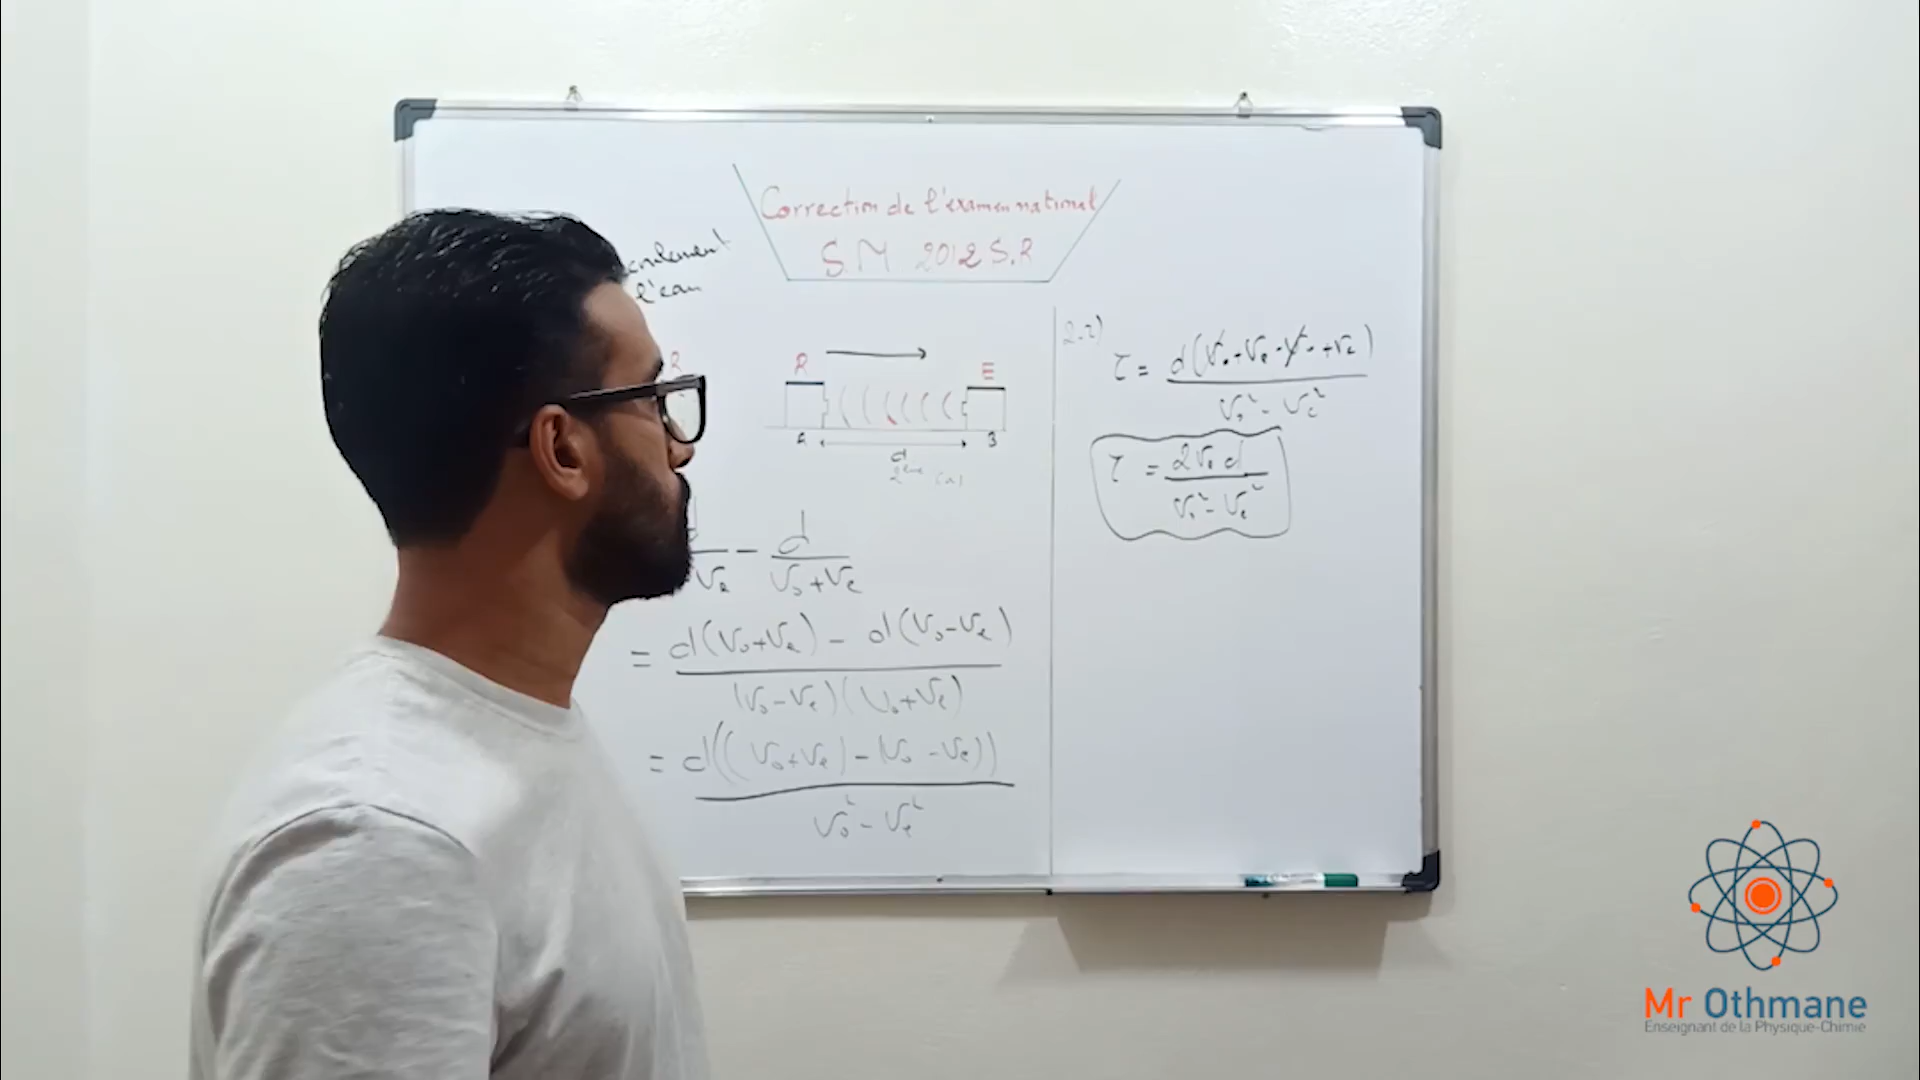 Correction de l'examen national
S.M 2012 S.R
l'eau
R
R E
A B
d
2ème
- d / (V₀+Ve)
= d(V₀+Ve) - d(V₀-Ve) / (V₀-Ve)(V₀+Ve)
= d((V₀+Ve)-(V₀-Ve)) / V₀²-Ve²
2-2)
τ = d(V₀+Ve-V₀+Ve) / V₀²-Ve²
τ = 2Ve d / V₀²-Ve²
Mr Othmane
Enseignant de la Physique-Chimie